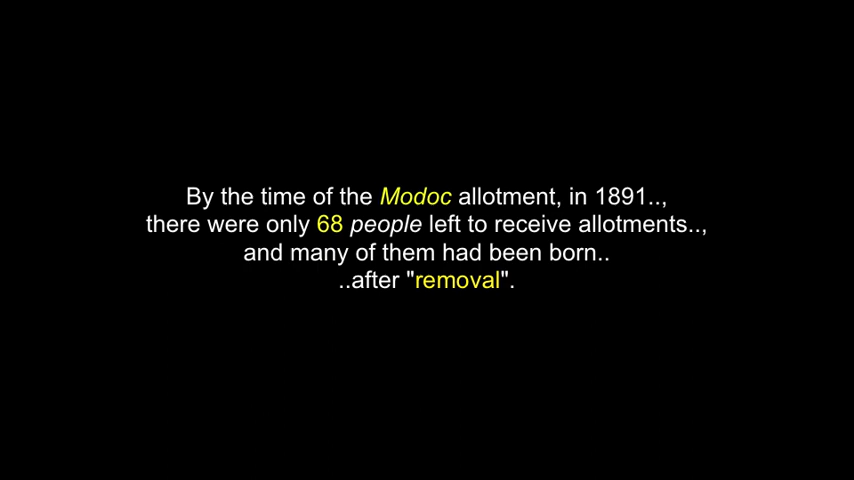 By the time of the Modoc allotment, in 1891..,
there were only 68 people left to receive allotments..,
and many of them had been born..
..after "removal".